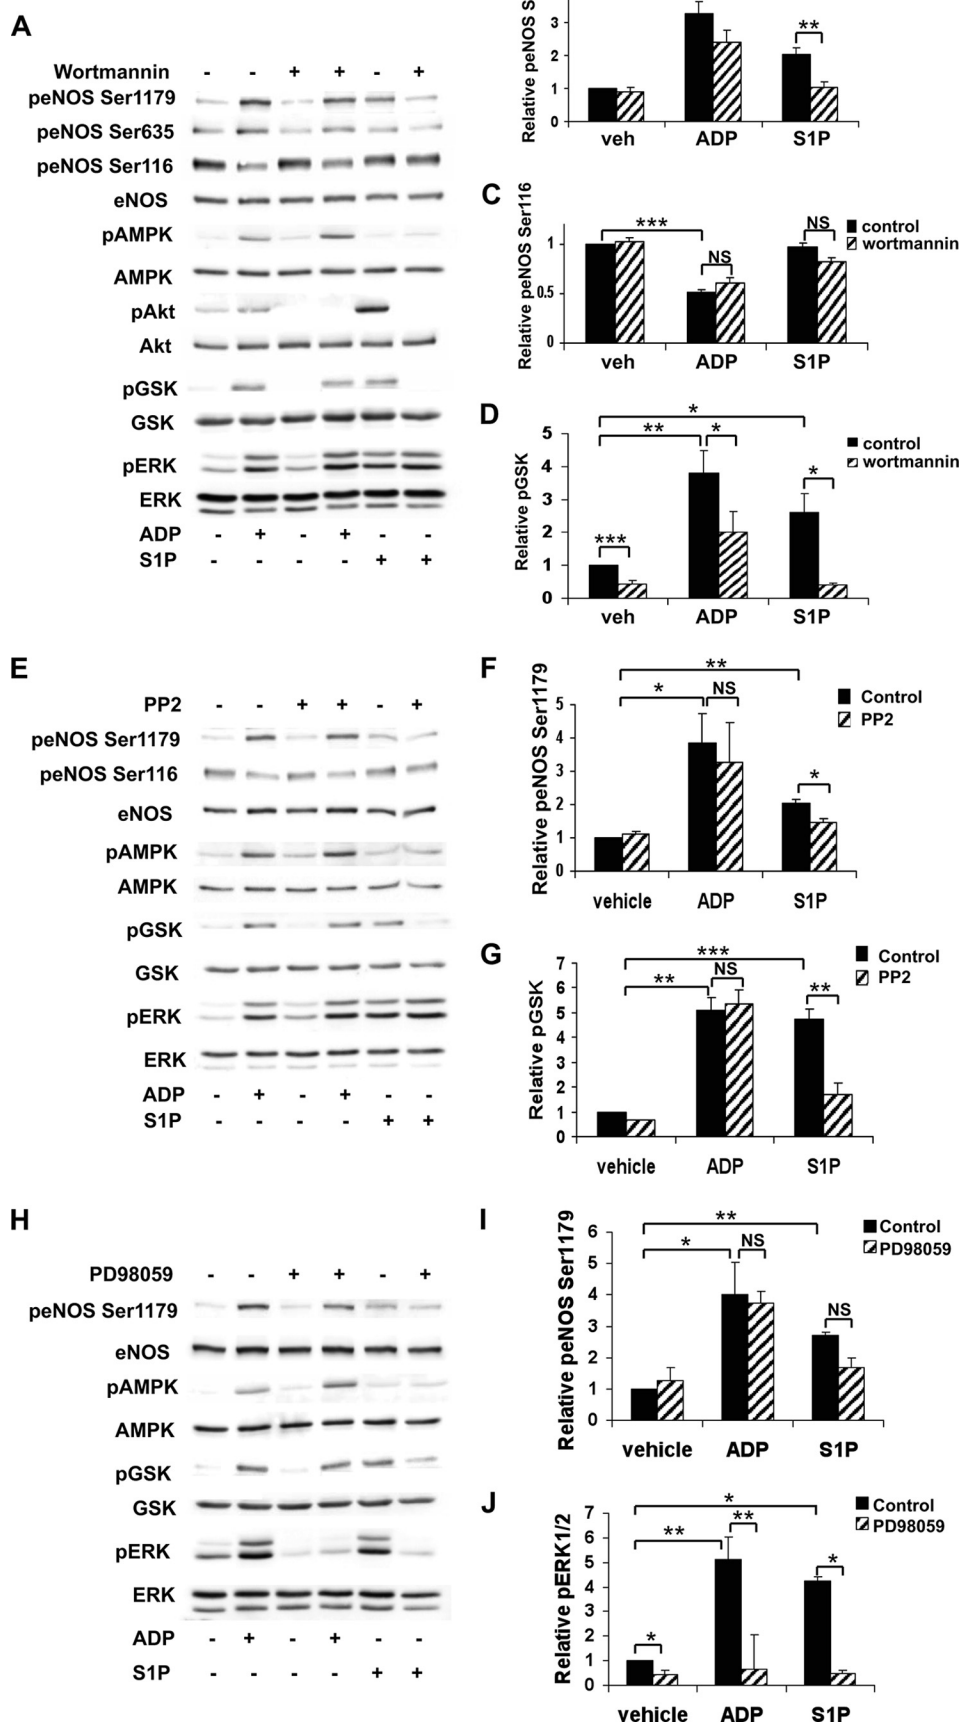 A
Wortmannin - - + + - +
peNOS Ser1179
peNOS Ser635
peNOS Ser116
eNOS
pAMPK
AMPK
pAkt
Akt
pGSK
GSK
pERK
ERK
ADP - + - + - -
S1P - - - - + +
Relative peNOS S
3
2
1
0
veh ADP S1P
**
C
Relative peNOS Ser116
1
0.5
0
*** NS NS
control
wortmannin
veh ADP S1P
D
Relative pGSK
5
4
3
2
1
0
*
** *
*
***
control
wortmannin
veh ADP S1P
E
PP2 - - + + - +
peNOS Ser1179
peNOS Ser116
eNOS
pAMPK
AMPK
pGSK
GSK
pERK
ERK
ADP - + - + - -
S1P - - - - + +
F
Relative peNOS Ser1179
5
4
3
2
1
0
**
* NS
*
Control
PP2
vehicle ADP S1P
G
Relative pGSK
7
6
5
4
3
2
1
0
***
** NS
**
Control
PP2
vehicle ADP S1P
H
PD98059 - - + + - +
peNOS Ser1179
eNOS
pAMPK
AMPK
pGSK
GSK
pERK
ERK
ADP - + - + - -
S1P - - - - + +
I
Relative peNOS Ser1179
6
5
4
3
2
1
0
**
* NS
NS
Control
PD98059
vehicle ADP S1P
J
Relative pERK1/2
7
6
5
4
3
2
1
0
*
** **
*
*
Control
PD98059
vehicle ADP S1P